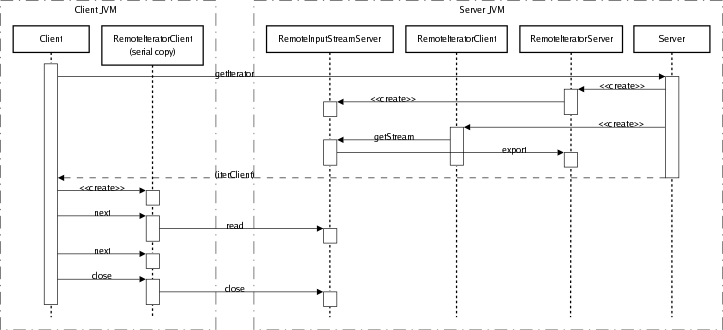 Client JVM
Server JVM
Client
RemoteIteratorClient
(serial copy)
RemoteInputStreamServer
RemoteIteratorClient
RemoteIteratorServer
Server
getIterator
<<create>>
<<create>>
<<create>>
getStream
export
(iterClient)
<<create>>
next
read
next
close
close